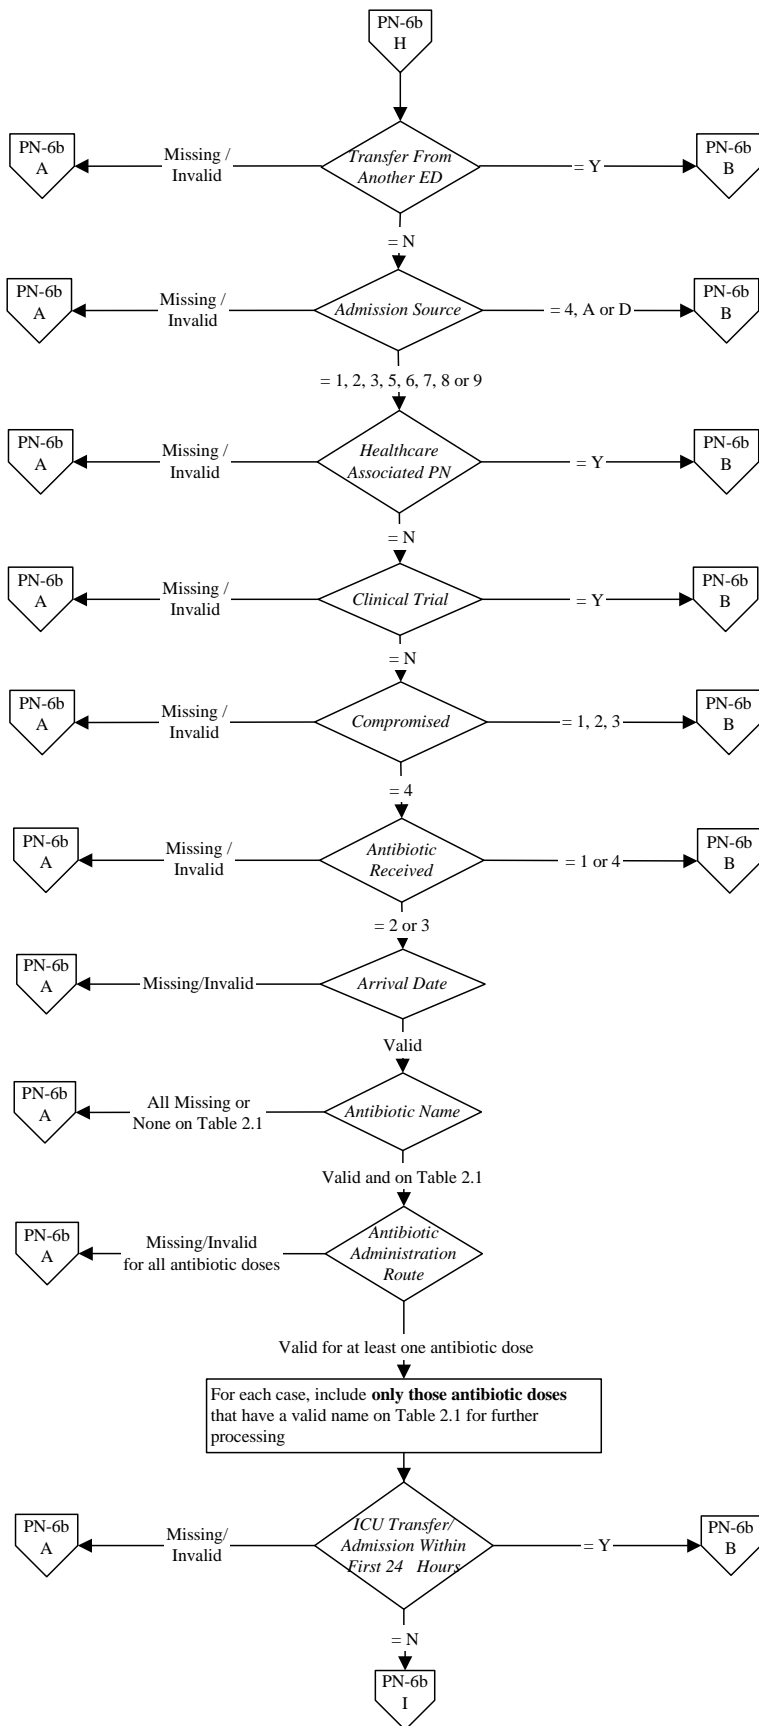 PN-6b
H
PN-6b
A
Missing /
Invalid
Transfer From
Another ED
= Y
PN-6b
B
= N
PN-6b
A
Missing /
Invalid
Admission Source
= 4, A or D
PN-6b
B
= 1, 2, 3, 5, 6, 7, 8 or 9
PN-6b
A
Missing /
Invalid
Healthcare
Associated PN
= Y
PN-6b
B
= N
PN-6b
A
Missing /
Invalid
Clinical Trial
= Y
PN-6b
B
= N
PN-6b
A
Missing /
Invalid
Compromised
= 1, 2, 3
PN-6b
B
= 4
PN-6b
A
Missing /
Invalid
Antibiotic
Received
= 1 or 4
PN-6b
B
= 2 or 3
PN-6b
A
Missing/Invalid
Arrival Date
Valid
PN-6b
A
All Missing or
None on Table 2.1
Antibiotic Name
Valid and on Table 2.1
PN-6b
A
Missing/Invalid
for all antibiotic doses
Antibiotic
Administration
Route
Valid for at least one antibiotic dose
For each case, include only those antibiotic doses
that have a valid name on Table 2.1 for further
processing
PN-6b
A
Missing/
Invalid
ICU Transfer/
Admission Within
First 24 Hours
= Y
PN-6b
B
= N
PN-6b
I